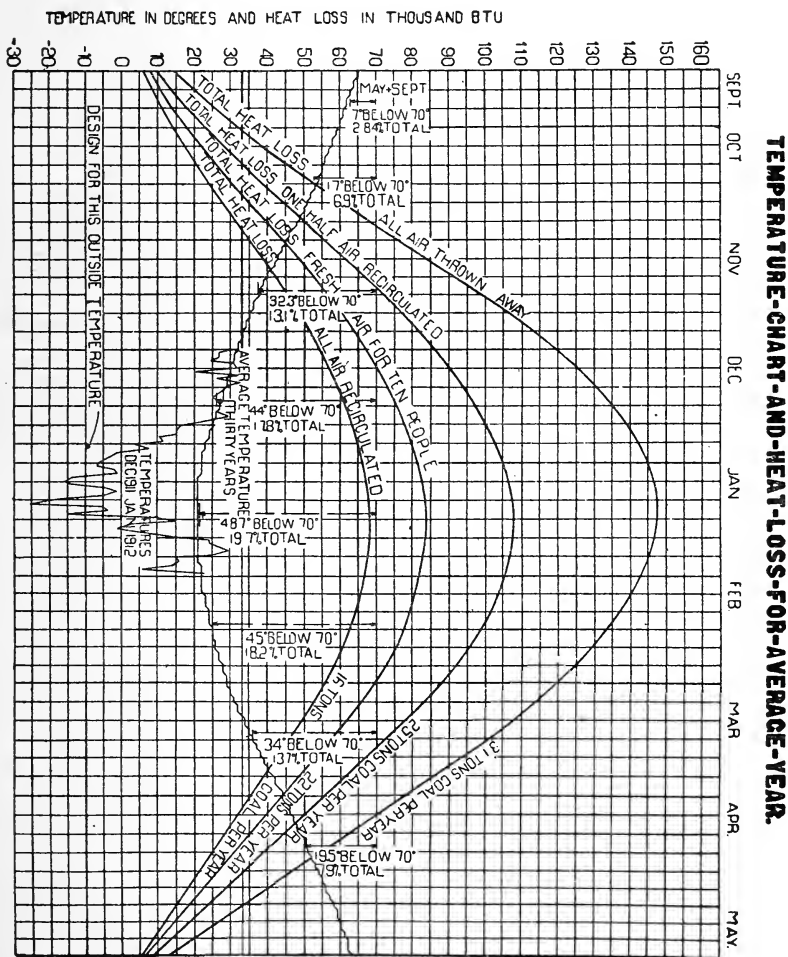 TEMPERATURE-CHART-AND-HEAT-LOSS-FOR-AVERAGE-YEAR.
TEMPERATURE IN DEGREES AND HEAT LOSS IN THOUSAND BTU
-30
-20
-10
0
10
20
30
35
40
45
50
55
60
65
70
80
90
100
110
120
130
140
150
160
SEPT
OCT
NOV
DEC
JAN
FEB.
MAR
APR.
MAY.
MAY+SEPT
7° BELOW 70°
2.84% TOTAL
17° BELOW 70°
6.9% TOTAL
32.3° BELOW 70°
13.1% TOTAL
44° BELOW 70°
17.8% TOTAL
48.7° BELOW 70°
19.7% TOTAL
45° BELOW 70°
18.2% TOTAL
34° BELOW 70°
13.7% TOTAL
19.5° BELOW 70°
7.9% TOTAL
TOTAL HEAT LOSS ALL AIR THROWN AWAY
TOTAL HEAT LOSS ONE HALF AIR RECIRCULATED
TOTAL HEAT LOSS FRESH AIR FOR TEN PEOPLE
TOTAL HEAT LOSS ALL AIR RECIRCULATED
31 TONS COAL PER YEAR
25 TONS COAL PER YEAR
22 TONS PER YEAR
TONS COAL PER YEAR
AVERAGE TEMPERATURE
THIRTY YEARS
TEMPERATURES
DEC 1911 JAN 1912
DESIGN FOR THIS OUTSIDE TEMPERATURE